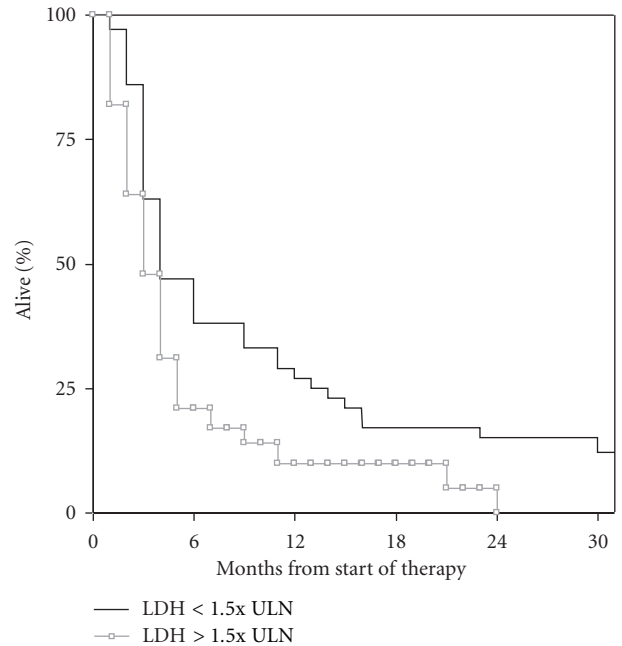 100
75
50
25
0
Alive (%)
0 6 12 18 24 30
Months from start of therapy
LDH < 1.5x ULN
LDH > 1.5x ULN